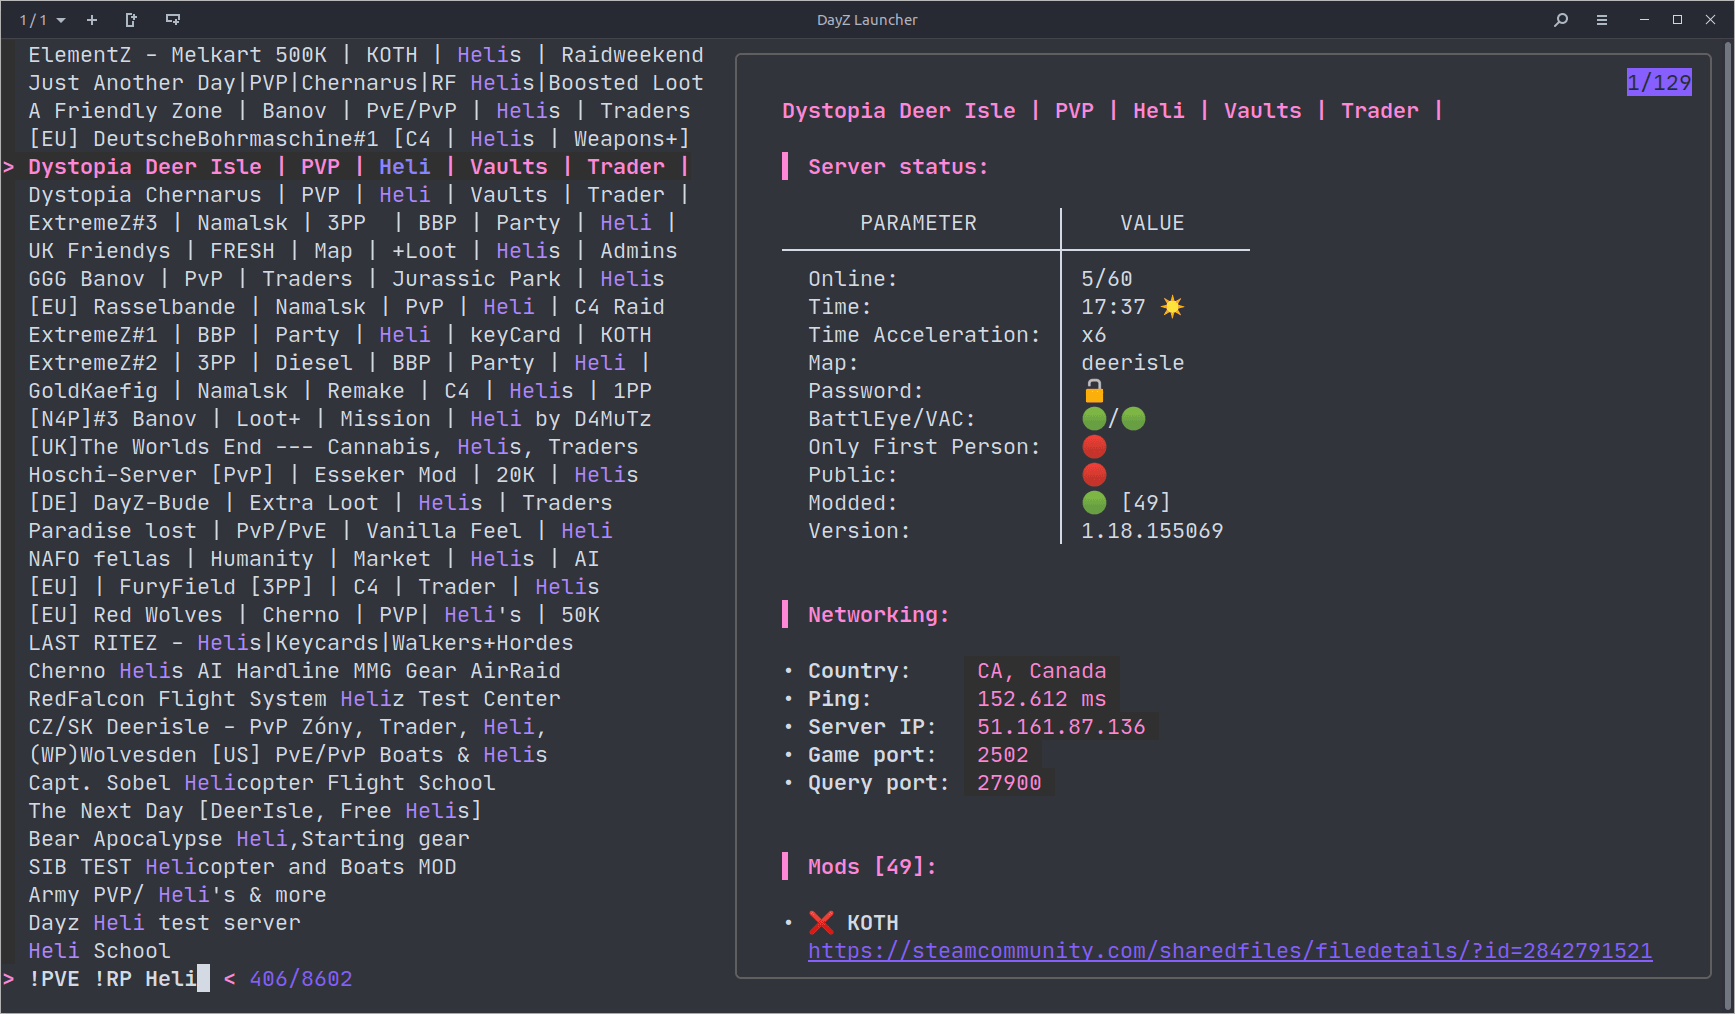 1/1
DayZ Launcher
ElementZ - Melkart 500K | KOTH | Helis | Raidweekend
Just Another Day|PVP|Chernarus|RF Helis|Boosted Loot
A Friendly Zone | Banov | PvE/PvP | Helis | Traders
[EU] DeutscheBohrmaschine#1 [C4 | Helis | Weapons+]
> Dystopia Deer Isle | PVP | Heli | Vaults | Trader |
Dystopia Chernarus | PVP | Heli | Vaults | Trader |
ExtremeZ#3 | Namalsk | 3PP  | BBP | Party | Heli |
UK Friendys | FRESH | Map | +Loot | Helis | Admins
GGG Banov | PvP | Traders | Jurassic Park | Helis
[EU] Rasselbande | Namalsk | PvP | Heli | C4 Raid
ExtremeZ#1 | BBP | Party | Heli | keyCard | KOTH
ExtremeZ#2 | 3PP | Diesel | BBP | Party | Heli |
GoldKaefig | Namalsk | Remake | C4 | Helis | 1PP
[N4P]#3 Banov | Loot+ | Mission | Heli by D4MuTz
[UK]The Worlds End --- Cannabis, Helis, Traders
Hoschi-Server [PvP] | Esseker Mod | 20K | Helis
[DE] DayZ-Bude | Extra Loot | Helis | Traders
Paradise lost | PvP/PvE | Vanilla Feel | Heli
NAFO fellas | Humanity | Market | Helis | AI
[EU] | FuryField [3PP] | C4 | Trader | Helis
[EU] Red Wolves | Cherno | PVP| Heli's | 50K
LAST RITEZ - Helis|Keycards|Walkers+Hordes
Cherno Helis AI Hardline MMG Gear AirRaid
RedFalcon Flight System Heliz Test Center
CZ/SK Deerisle - PvP Zóny, Trader, Heli,
(WP)Wolvesden [US] PvE/PvP Boats & Helis
Capt. Sobel Helicopter Flight School
The Next Day [DeerIsle, Free Helis]
Bear Apocalypse Heli,Starting gear
SIB TEST Helicopter and Boats MOD
Army PVP/ Heli's & more
Dayz Heli test server
Heli School
> !PVE !RP Heli < 406/8602
1/129
Dystopia Deer Isle | PVP | Heli | Vaults | Trader |
Server status:
PARAMETER VALUE
Online: 5/60
Time: 17:37 ☀️
Time Acceleration: x6
Map: deerisle
Password: 🔓
BattlEye/VAC: 🟢/🟢
Only First Person: 🔴
Public: 🔴
Modded: 🟢 [49]
Version: 1.18.155069
Networking:
• Country: CA, Canada
• Ping: 152.612 ms
• Server IP: 51.161.87.136
• Game port: 2502
• Query port: 27900
Mods [49]:
• ❌ KOTH
https://steamcommunity.com/sharedfiles/filedetails/?id=2842791521